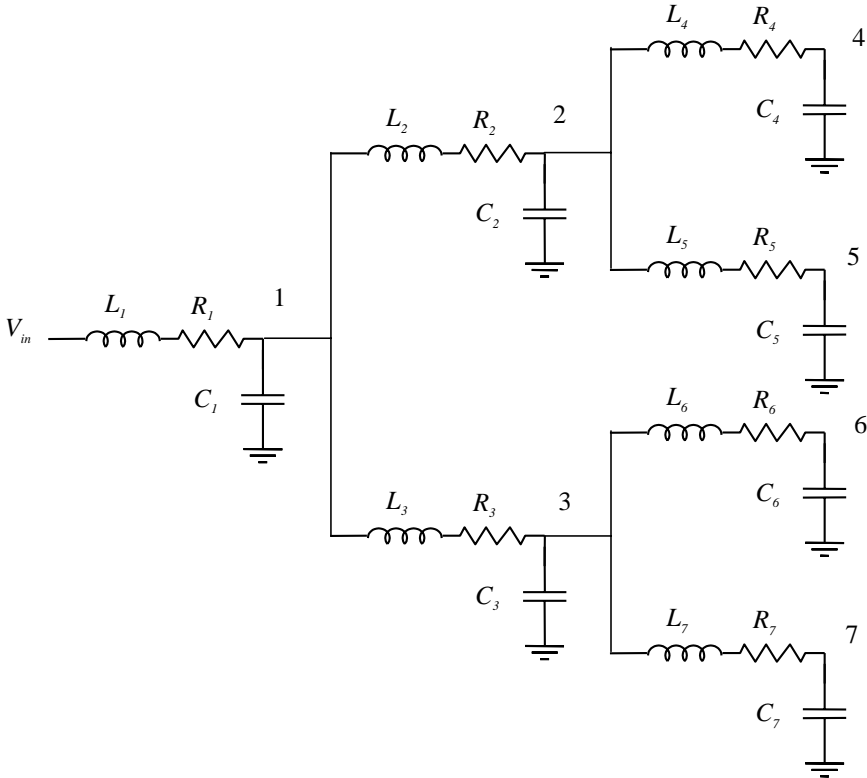 L₄ R₄ 4
C₄
L₂ R₂ 2
C₂
L₅ R₅ 5
C₅
L₁ R₁ 1
V_in
C₁
L₆ R₆ 6
C₆
L₃ R₃ 3
C₃
L₇ R₇ 7
C₇